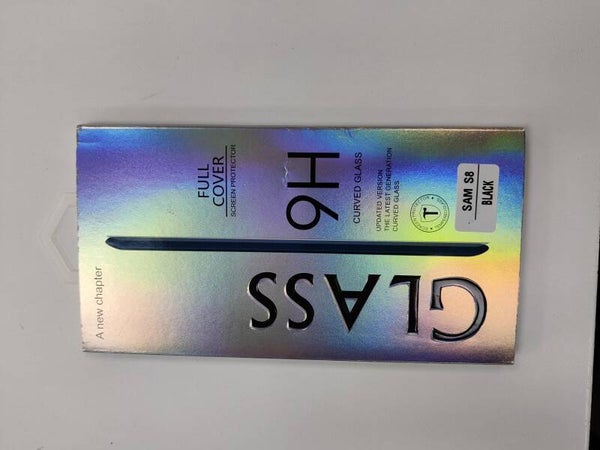 A new chapter
FULL
COVER
SCREEN PROTECTOR
9H
CURVED GLASS
UPDATED VERSION
THE LATEST GENERATION
CURVED GLASS
T
SAM S8
BLACK
GLASS